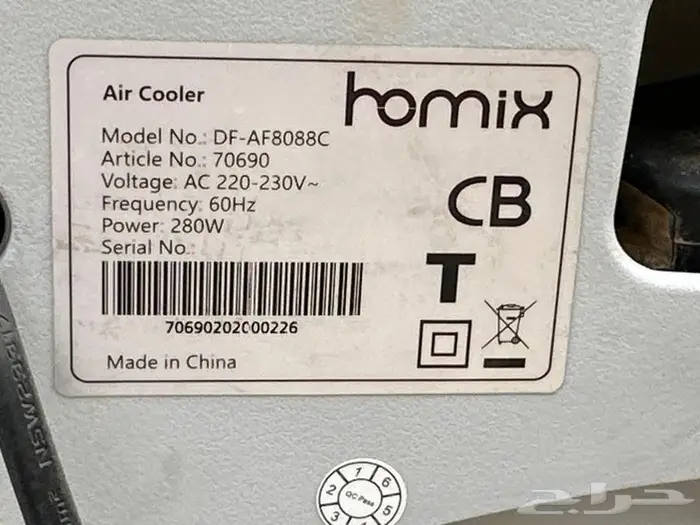 homix
Air Cooler
Model No.: DF-AF8088C
Article No.: 70690
Voltage: AC 220-230V~
Frequency: 60Hz
Power: 280W
Serial No.:
70690202000226
Made in China
CB
T
QC Pass
1
6
2
5
3
4
حراج